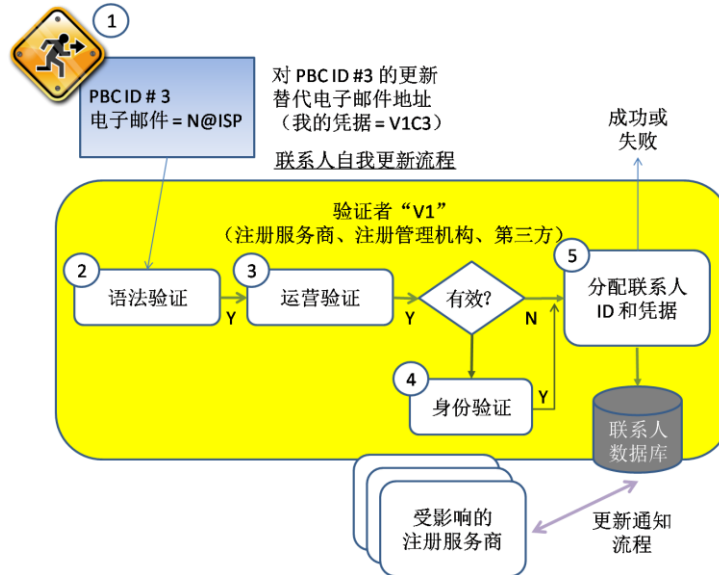 1
PBC ID # 3
电子邮件 = N@ISP
对 PBC ID #3 的更新
替代电子邮件地址
（我的凭据 = V1C3）
联系人自我更新流程
成功或
失败
验证者“V1”
（注册服务商、注册管理机构、第三方）
2
语法验证
Y
3
运营验证
Y
有效?
N
5
分配联系人
ID 和凭据
4
身份验证
Y
联系人
数据库
受影响的
注册服务商
更新通知
流程